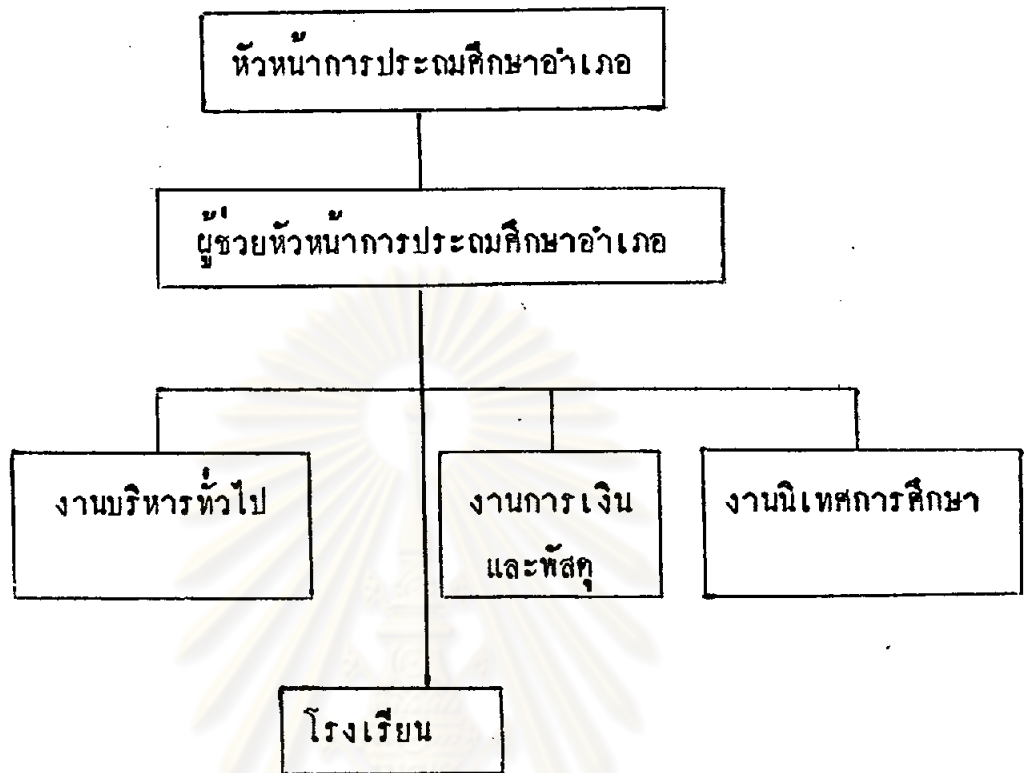 หัวหน้าการประถมศึกษาอำเภอ
ผู้ช่วยหัวหน้าการประถมศึกษาอำเภอ
งานบริหารทั่วไป
งานการเงิน
และพัสดุ
งานนิเทศการศึกษา
โรงเรียน